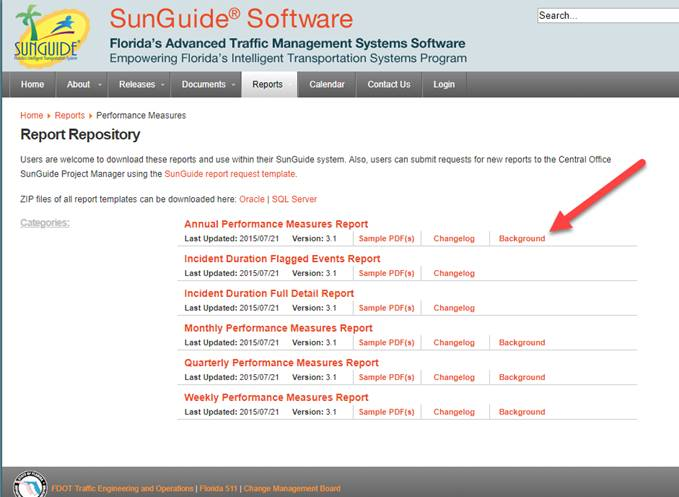 SunGuide® Software
Search...
SUNGUIDE
Florida's Intelligent Transportation System
Florida's Advanced Traffic Management Systems Software
Empowering Florida's Intelligent Transportation Systems Program
Home About Releases Documents Reports Calendar Contact Us Login
Home Reports Performance Measures
Report Repository
Users are welcome to download these reports and use within their SunGuide system. Also, users can submit requests for new reports to the Central Office
SunGuide Project Manager using the SunGuide report request template.
ZIP files of all report templates can be downloaded here: Oracle | SQL Server
Categories:
Annual Performance Measures Report
Last Updated: 2015/07/21 Version: 3.1 Sample PDF(s) Changelog Background
Incident Duration Flagged Events Report
Last Updated: 2015/07/21 Version: 3.1 Sample PDF(s) Changelog
Incident Duration Full Detail Report
Last Updated: 2015/07/21 Version: 3.1 Sample PDF(s) Changelog
Monthly Performance Measures Report
Last Updated: 2015/07/21 Version: 3.1 Sample PDF(s) Changelog Background
Quarterly Performance Measures Report
Last Updated: 2015/07/21 Version: 3.1 Sample PDF(s) Changelog Background
Weekly Performance Measures Report
Last Updated: 2015/07/21 Version: 3.1 Sample PDF(s) Changelog Background
FDOT Traffic Engineering and Operations | Florida 511 | Change Management Board